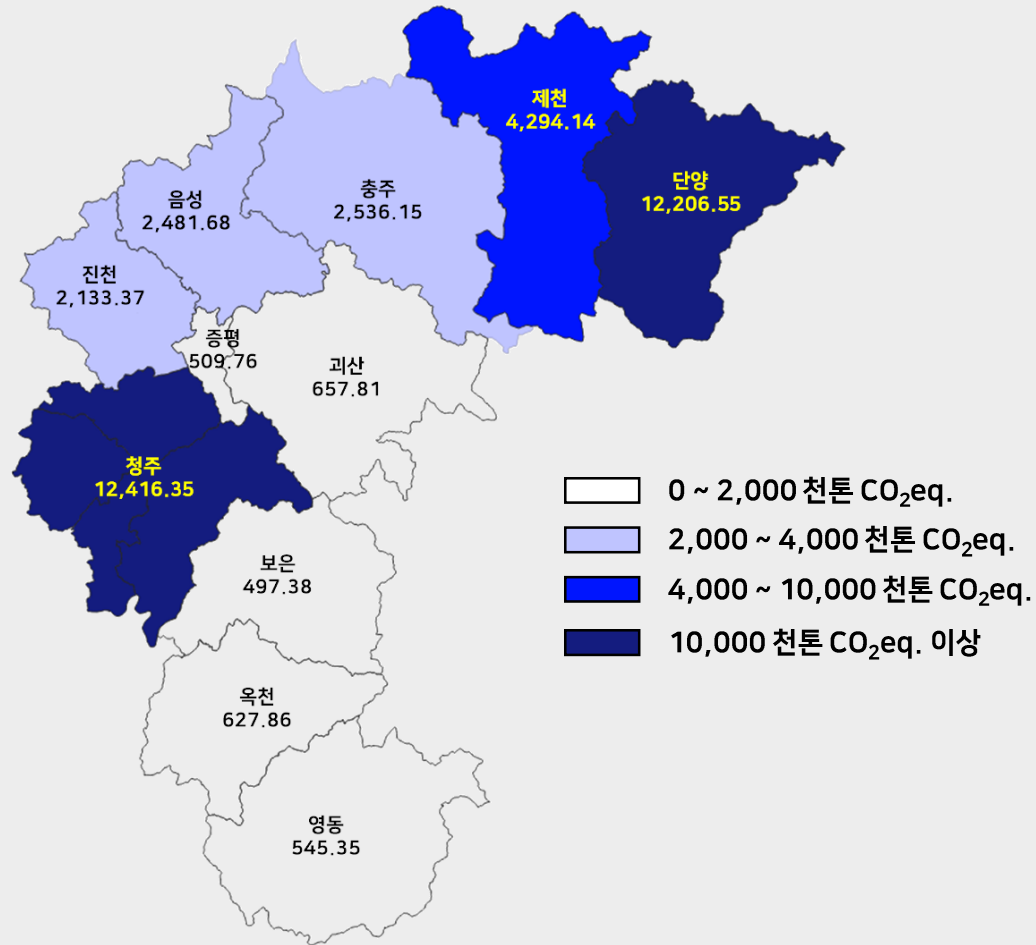 제천
4,294.14
단양
12,206.55
충주
2,536.15
음성
2,481.68
진천
2,133.37
증평
509.76
괴산
657.81
청주
12,416.35
보은
497.38
옥천
627.86
영동
545.35
0 ~ 2,000 천톤 CO₂eq.
2,000 ~ 4,000 천톤 CO₂eq.
4,000 ~ 10,000 천톤 CO₂eq.
10,000 천톤 CO₂eq. 이상